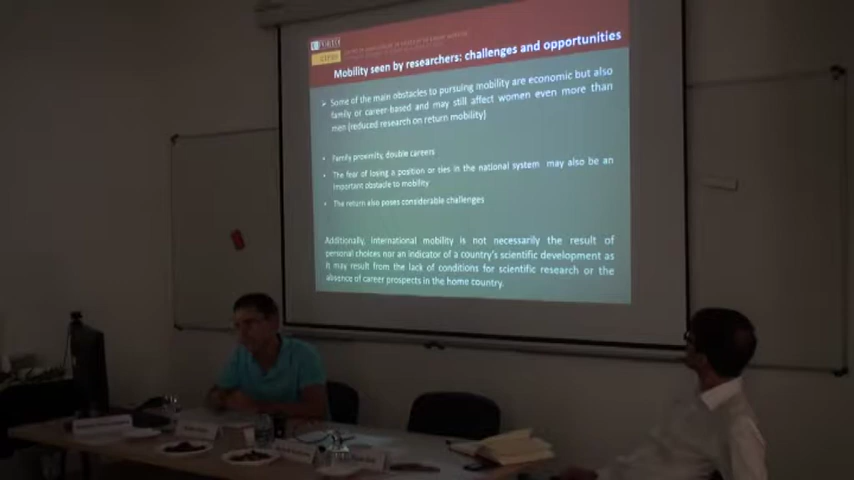 Mobility seen by researchers: challenges and opportunities
Some of the main obstacles to pursuing mobility are economic but also
family or career-based and may still affect women even more than
men (reduced research on return mobility)
• Family proximity, double careers
• The fear of losing a position or ties in the national system may also be an
important obstacle to mobility
• The return also poses considerable challenges
Additionally, international mobility is not necessarily the result of
personal choices nor an indicator of a country's scientific development as
it may result from the lack of conditions for scientific research or the
absence of career prospects in the home country.